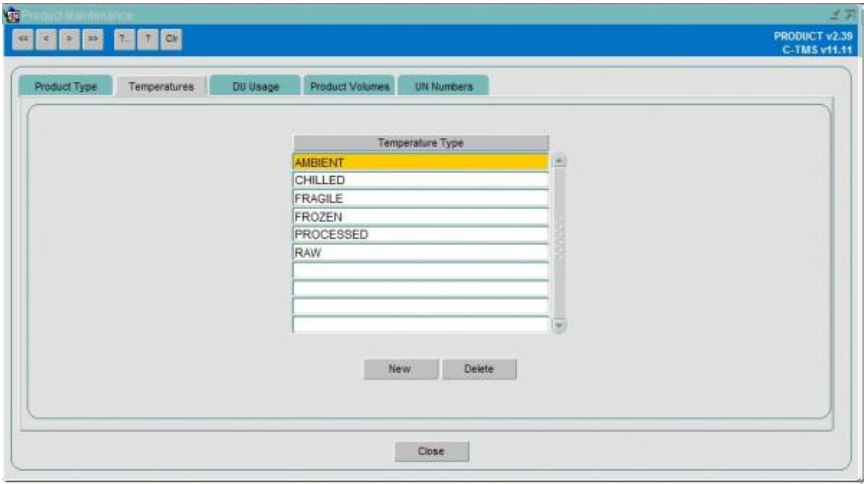 Product Maintenance
<< < > >> ?.. ? Clr
PRODUCT v2.39
C-TMS v11.11
Product Type Temperatures DU Usage Product Volumes UN Numbers
Temperature Type
AMBIENT
CHILLED
FRAGILE
FROZEN
PROCESSED
RAW
New Delete
Close